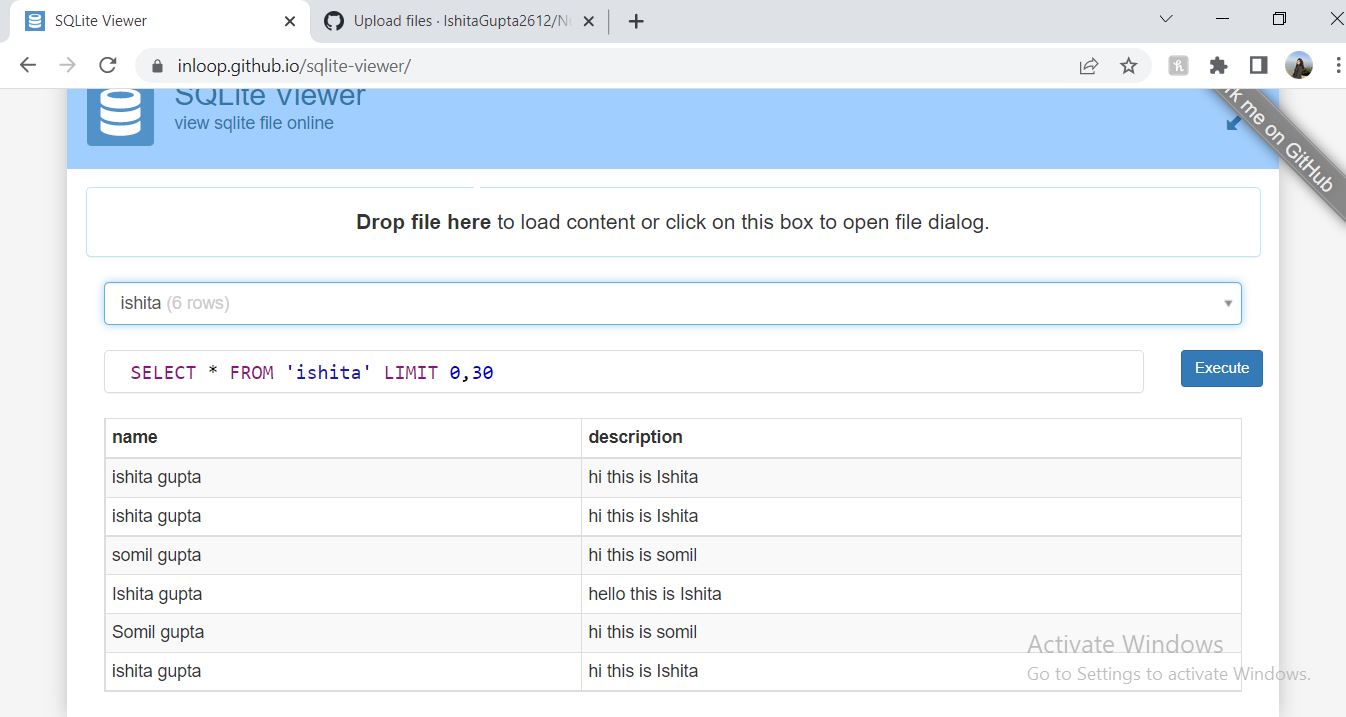 SQLite Viewer
Upload files · IshitaGupta2612/N
inloop.github.io/sqlite-viewer/
SQLite Viewer
view sqlite file online
rk me on GitHub
Drop file here to load content or click on this box to open file dialog.
ishita (6 rows)
SELECT * FROM 'ishita' LIMIT 0,30
Execute
name description
ishita gupta hi this is Ishita
ishita gupta hi this is Ishita
somil gupta hi this is somil
Ishita gupta hello this is Ishita
Somil gupta hi this is somil
ishita gupta hi this is Ishita
Activate Windows
Go to Settings to activate Windows.